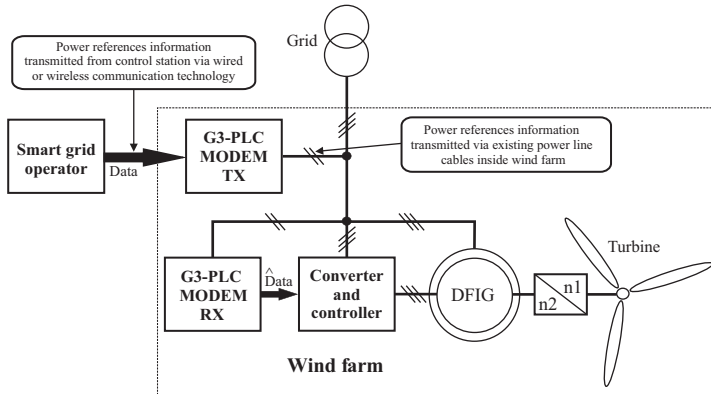 Power references information
transmitted from control station via wired
or wireless communication technology
Grid
Smart grid
operator
Data
G3-PLC
MODEM
TX
Power references information
transmitted via existing power line
cables inside wind farm
G3-PLC
MODEM
RX
^
Data
Converter
and
controller
DFIG
n1
n2
Turbine
Wind farm